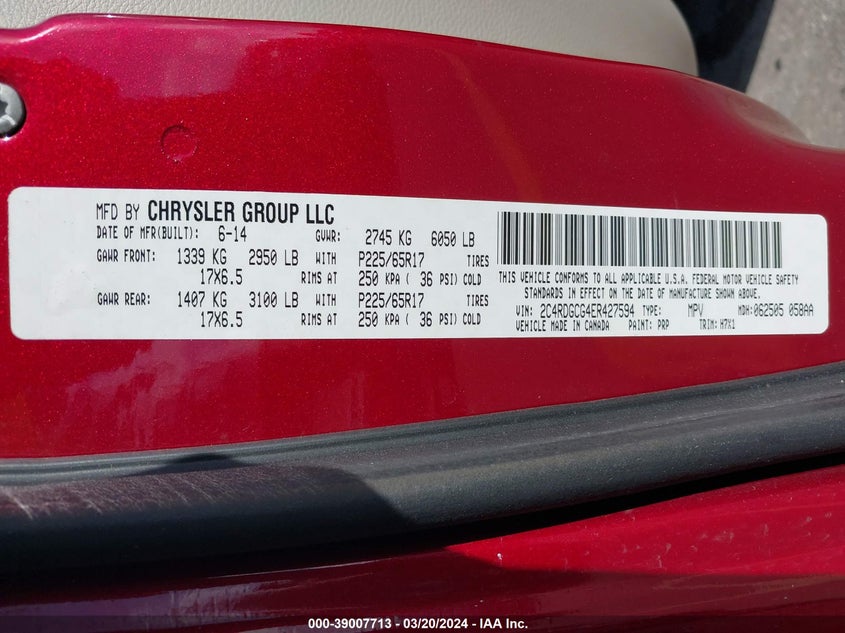 MFD BY CHRYSLER GROUP LLC
DATE OF MFR(BUILT): 6-14 GVWR: 2745 KG 6050 LB
GAWR FRONT: 1339 KG 2950 LB WITH P225/65R17 TIRES
17X6.5 RIMS AT 250 KPA ( 36 PSI) COLD
GAWR REAR: 1407 KG 3100 LB WITH P225/65R17 TIRES
17X6.5 RIMS AT 250 KPA ( 36 PSI) COLD
THIS VEHICLE CONFORMS TO ALL APPLICABLE U.S.A. FEDERAL MOTOR VEHICLE SAFETY
STANDARDS IN EFFECT ON THE DATE OF MANUFACTURE SHOWN ABOVE.
VIN: 2C4RDGCG4ER427594 TYPE: MPV MDH: 062505 058AA
VEHICLE MADE IN CANADA PAINT: PRP TRIM: H7X1
000-39007713 - 03/20/2024 - IAA Inc.